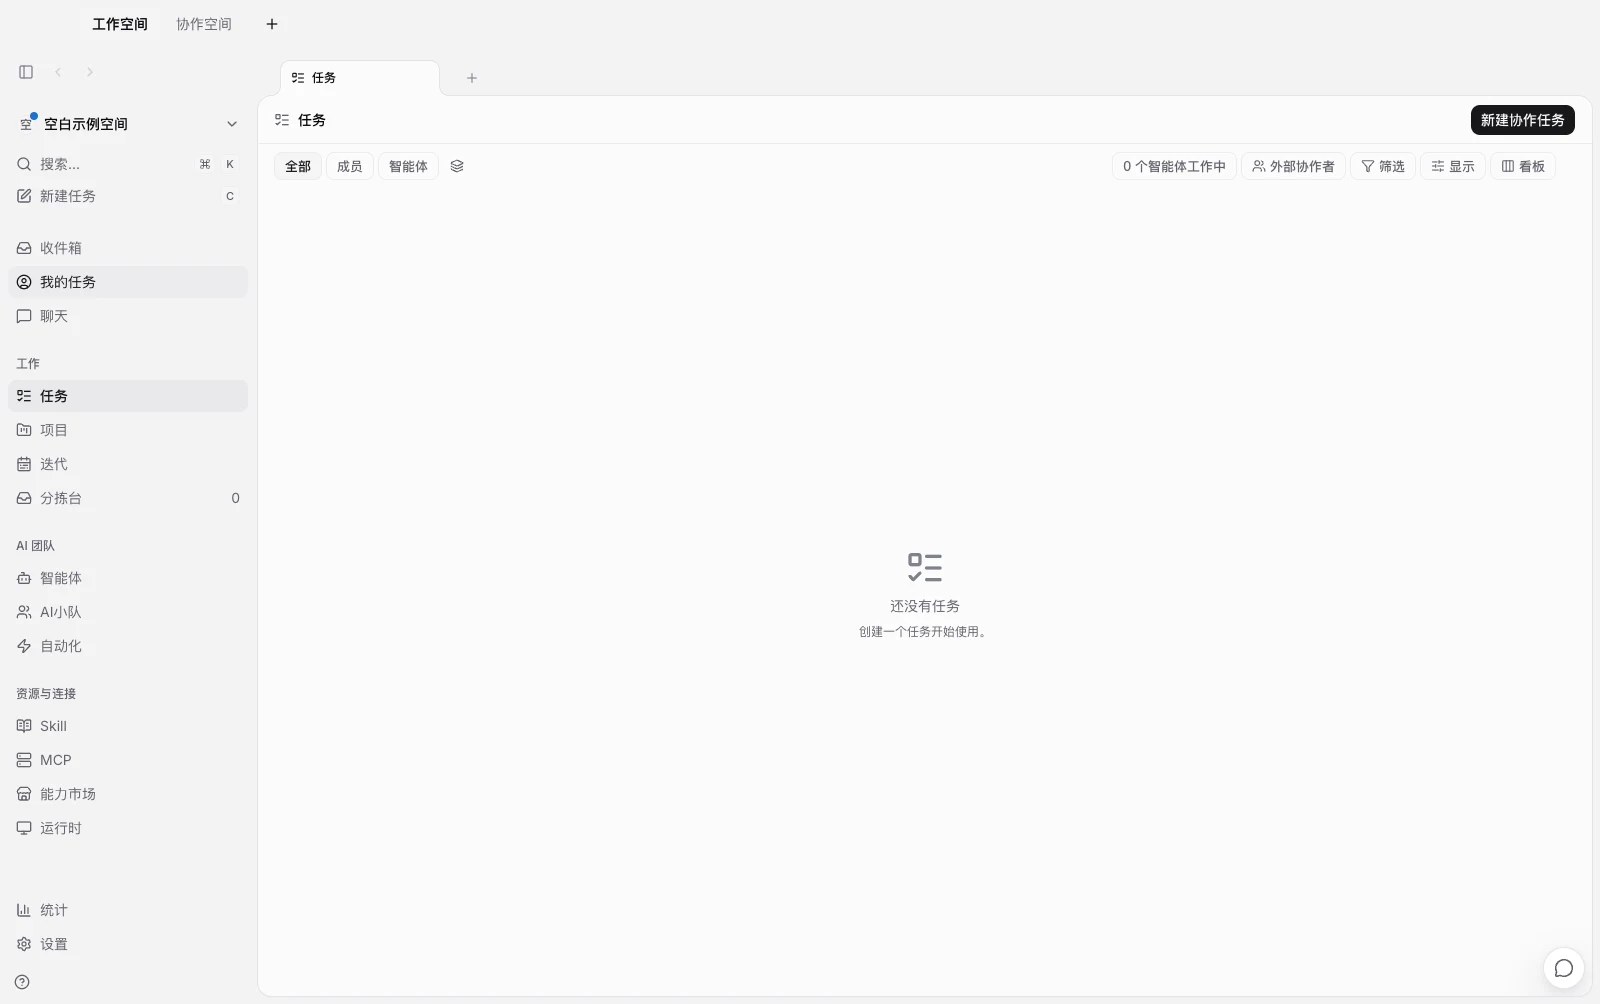 工作空间 协作空间
任务
空 空白示例空间
搜索... ⌘ K
新建任务 C
收件箱
我的任务
聊天
工作
任务
项目
迭代
分拣台 0
AI 团队
智能体
AI小队
自动化
资源与连接
Skill
MCP
能力市场
运行时
统计
设置
任务 新建协作任务
全部 成员 智能体 0 个智能体工作中 外部协作者 筛选 显示 看板
还没有任务
创建一个任务开始使用。